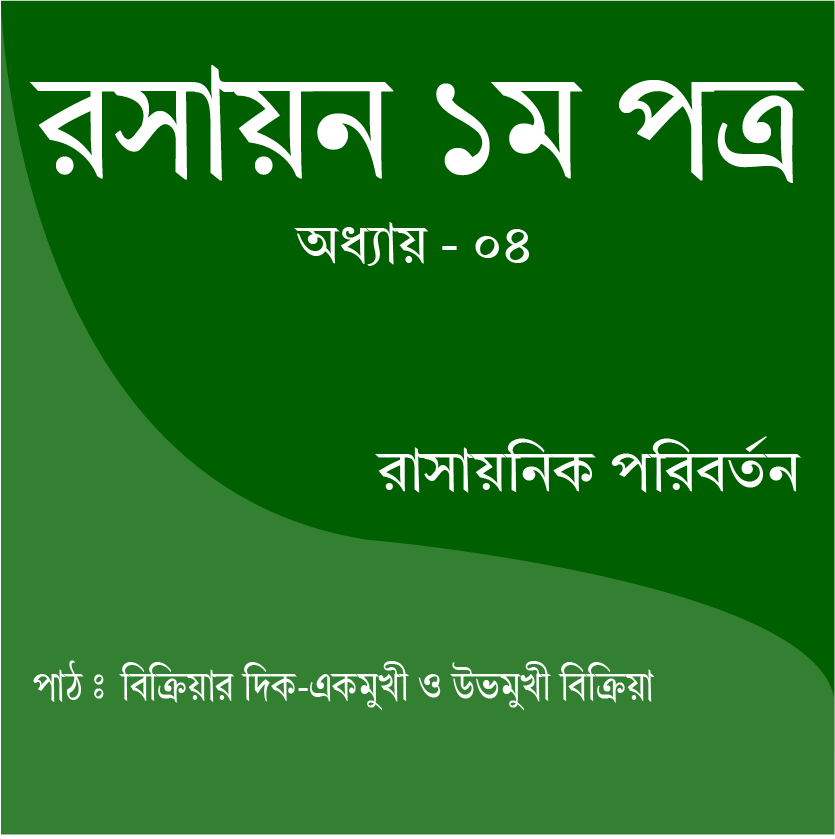 রসায়ন ১ম পত্র
অধ্যায় - ০৪
রাসায়নিক পরিবর্তন
পাঠ ঃ বিক্রিয়ার দিক-একমুখী ও উভমুখী বিক্রিয়া